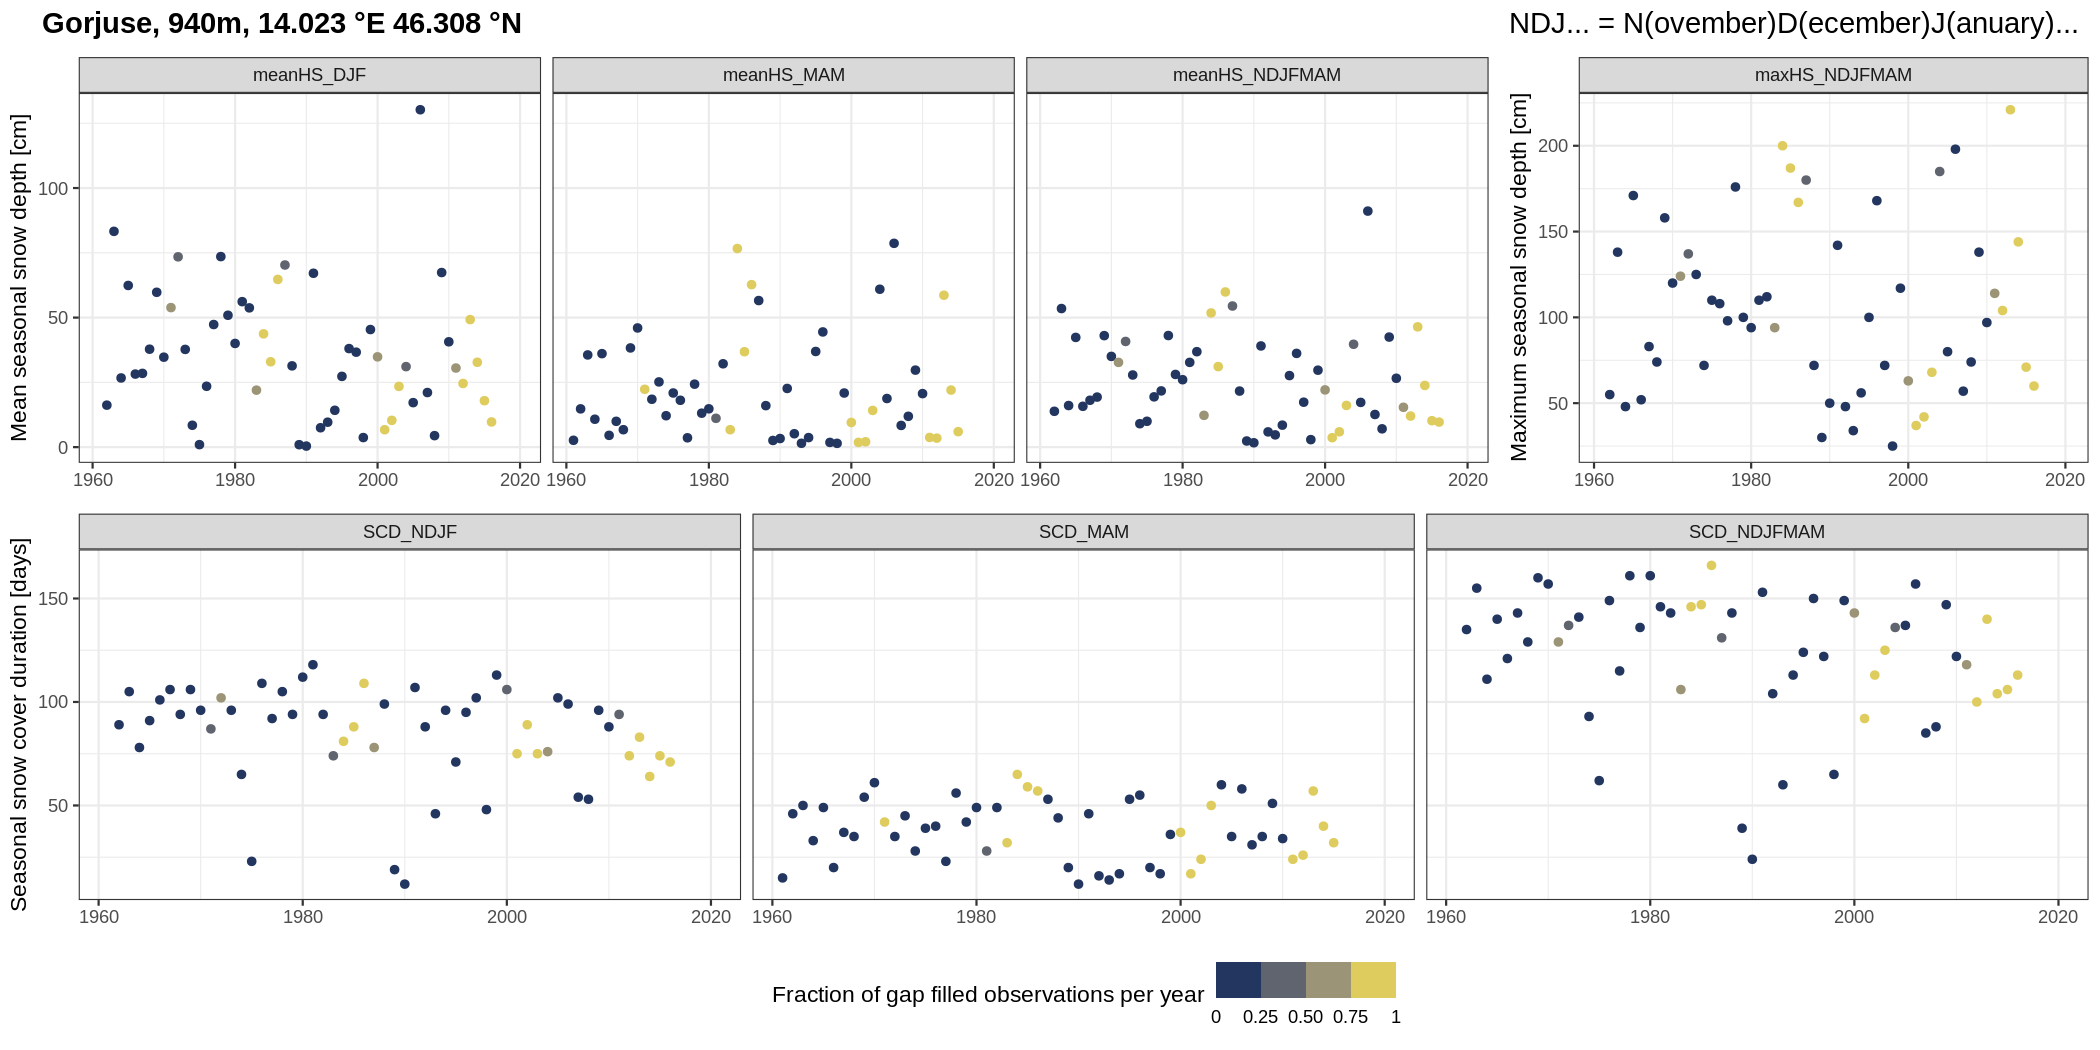 Gorjuse, 940m, 14.023 °E 46.308 °N
NDJ... = N(ovember)D(ecember)J(anuary)...
meanHS_DJF
meanHS_MAM
meanHS_NDJFMAM
maxHS_NDJFMAM
Mean seasonal snow depth [cm]
100
50
0
1960 1980 2000 2020
1960 1980 2000 2020
1960 1980 2000 2020
Maximum seasonal snow depth [cm]
200
150
100
50
1960 1980 2000 2020
SCD_NDJF
SCD_MAM
SCD_NDJFMAM
Seasonal snow cover duration [days]
150
100
50
1960 1980 2000 2020
1960 1980 2000 2020
1960 1980 2000 2020
Fraction of gap filled observations per year
0 0.25 0.50 0.75 1